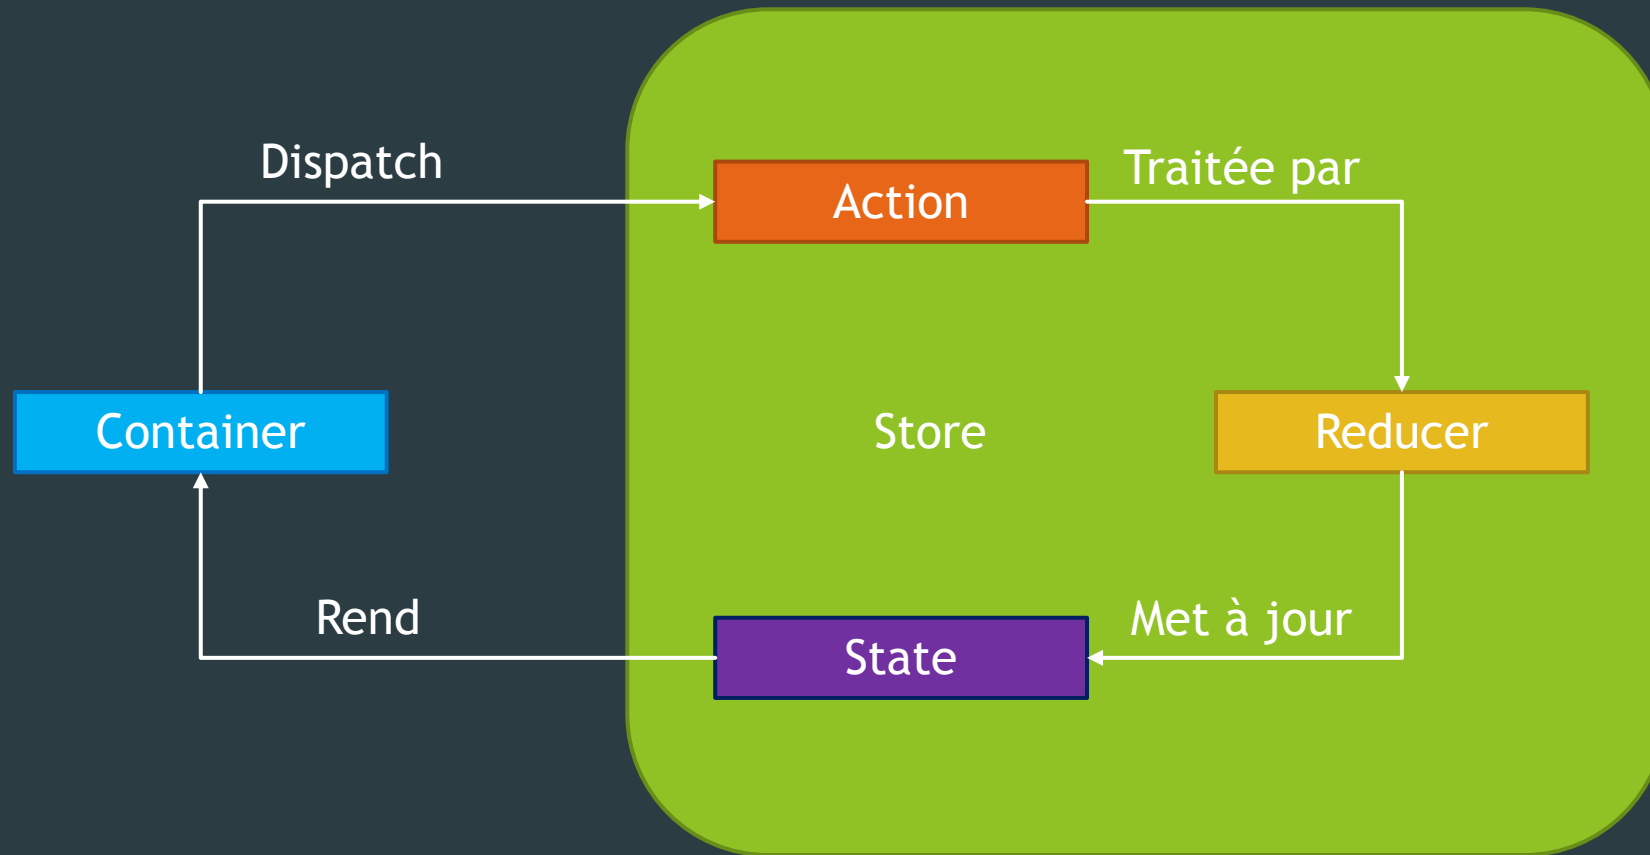 Dispatch
Traitée par
Action
Container
Store
Reducer
Rend
Met à jour
State